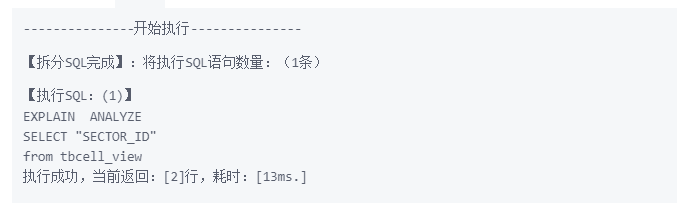 ---------------开始执行---------------
【拆分SQL完成】：将执行SQL语句数量：（1条）
【执行SQL：(1)】
EXPLAIN  ANALYZE
SELECT "SECTOR_ID"
from tbcell_view
执行成功，当前返回：[2]行，耗时：[13ms.]